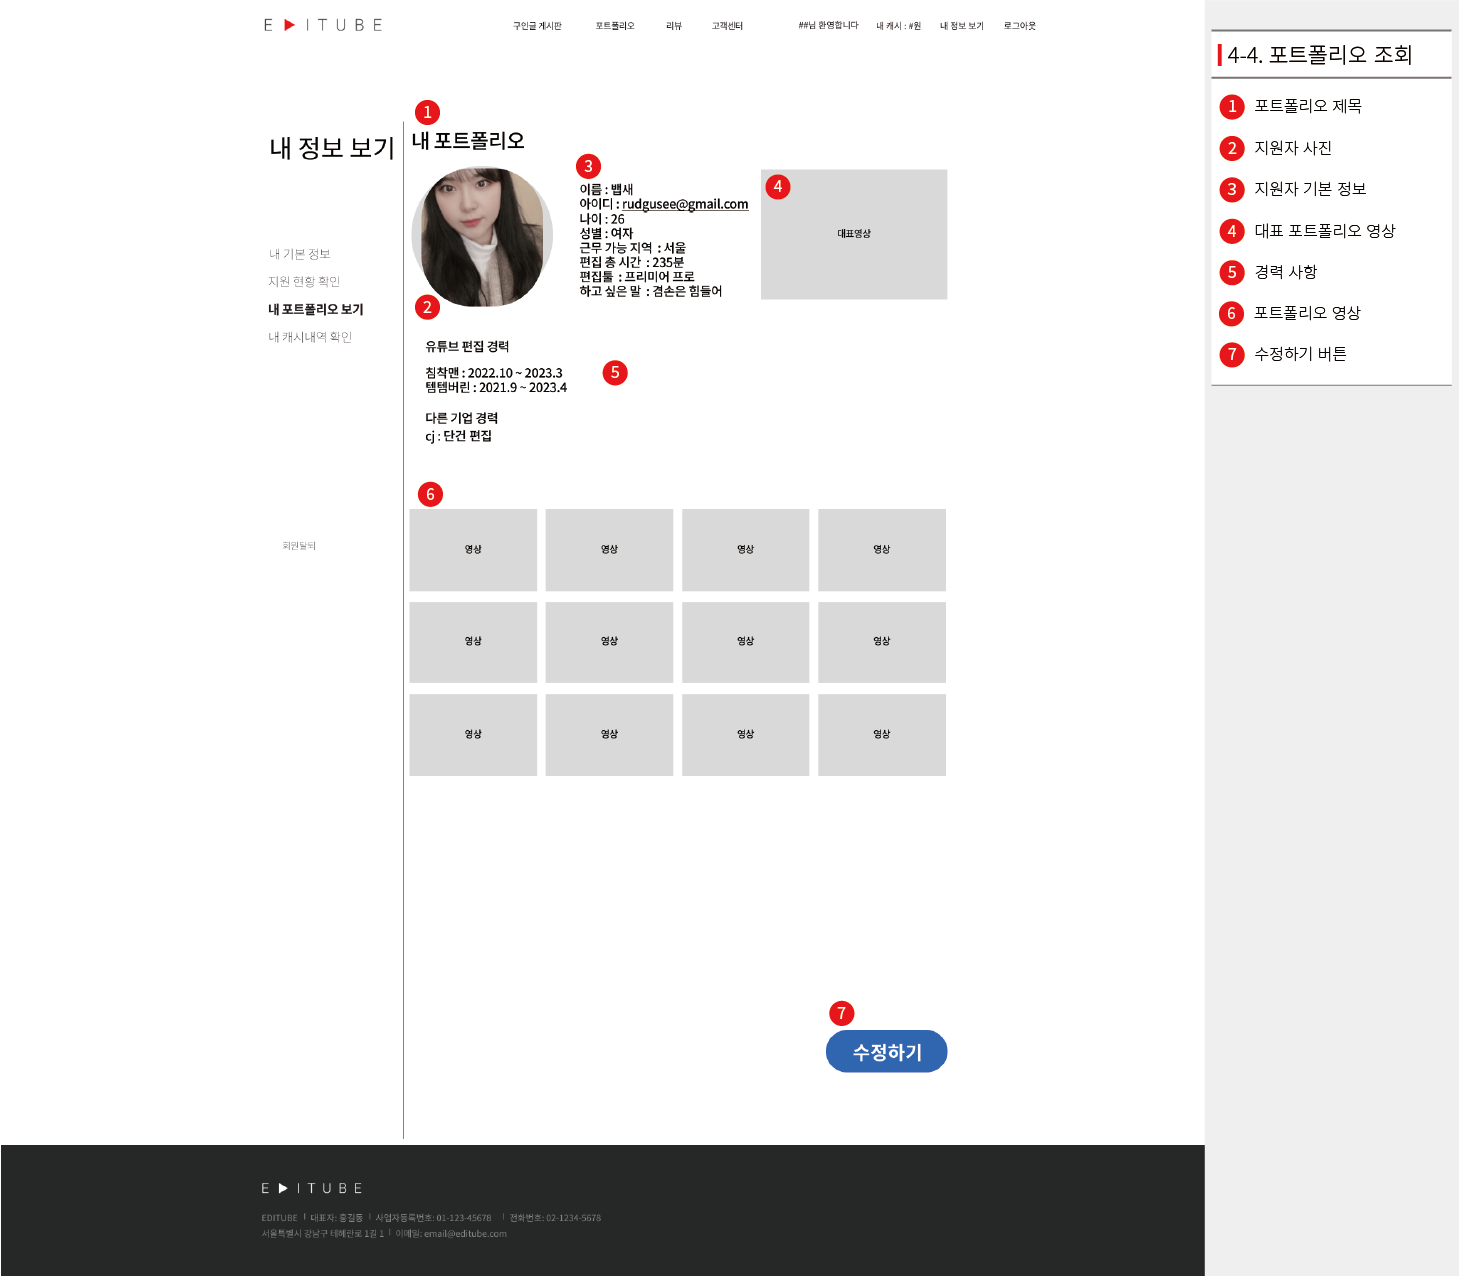 E▶ITUBE
구인글 게시판 포트폴리오 리뷰 고객센터 ##님 환영합니다 내 캐시 : #원 내 정보 보기 로그아웃
내 정보 보기
내 기본 정보
지원 현황 확인
내 포트폴리오 보기
내 캐시내역 확인
회원탈퇴
1
내 포트폴리오
2
3
이름 : 뱁새
아이디 : rudgusee@gmail.com
나이 : 26
성별 : 여자
근무 가능 지역 : 서울
편집 총 시간 : 235분
편집툴 : 프리미어 프로
하고 싶은 말 : 겸손은 힘들어
4
대표영상
유튜브 편집 경력
침착맨 : 2022.10 ~ 2023.3
템템버린 : 2021.9 ~ 2023.4
5
다른 기업 경력
cj : 단건 편집
6
영상 영상 영상 영상
영상 영상 영상 영상
영상 영상 영상 영상
7
수정하기
E▶ITUBE
EDITUBE | 대표자: 홍길동 | 사업자등록번호: 01-123-45678 | 전화번호: 02-1234-5678
서울특별시 강남구 테헤란로 1길 1 | 이메일: email@editube.com
4-4. 포트폴리오 조회
1 포트폴리오 제목
2 지원자 사진
3 지원자 기본 정보
4 대표 포트폴리오 영상
5 경력 사항
6 포트폴리오 영상
7 수정하기 버튼